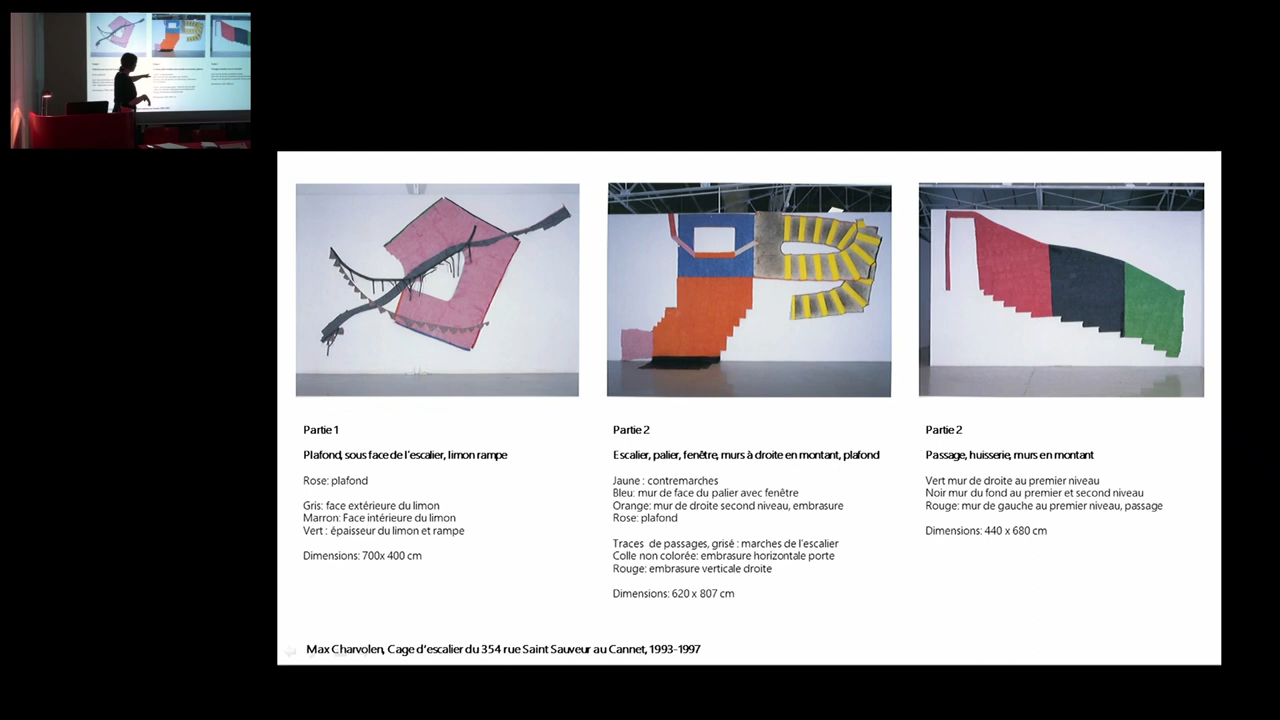 Partie 1
Plafond, sous face de l'escalier, limon rampe
Rose: plafond
Gris: face extérieure du limon
Marron: Face intérieure du limon
Vert : épaisseur du limon et rampe
Dimensions: 700x 400 cm
Partie 2
Escalier, palier, fenêtre, murs à droite en montant, plafond
Jaune : contremarches
Bleu: mur de face du palier avec fenêtre
Orange: mur de droite second niveau, embrasure
Rose: plafond
Traces de passages, grisé : marches de l'escalier
Colle non colorée: embrasure horizontale porte
Rouge: embrasure verticale droite
Dimensions: 620 x 807 cm
Partie 2
Passage, huisserie, murs en montant
Vert mur de droite au premier niveau
Noir mur du fond au premier et second niveau
Rouge: mur de gauche au premier niveau, passage
Dimensions: 440 x 680 cm
Max Charvolen, Cage d'escalier du 354 rue Saint Sauveur au Cannet, 1993-1997